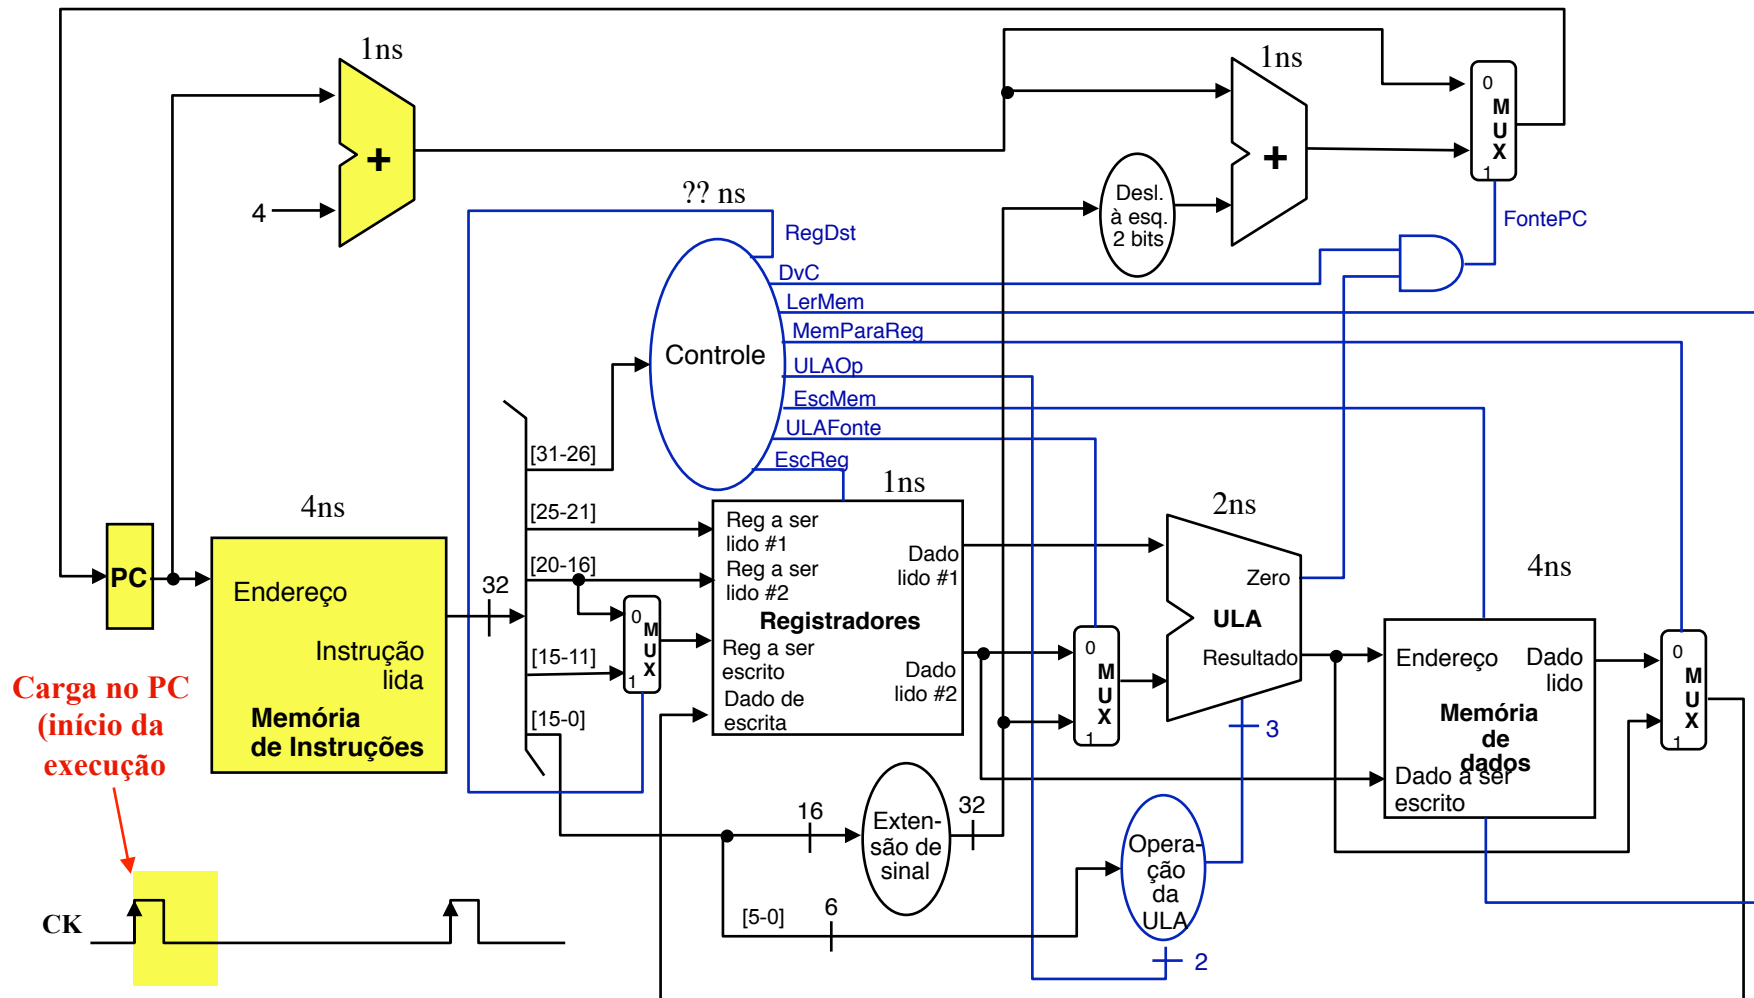 1ns
1ns
0
M
U
X
1
+
+
4
Desl.
à esq.
2 bits
?? ns
RegDst
FontePC
DvC
LerMem
MemParaReg
Controle
ULAOp
EscMem
ULAFonte
EscReg
[31-26]
4ns
[25-21]
1ns
2ns
Reg a ser
lido #1
Dado
lido #1
[20-16]
Reg a ser
lido #2
4ns
PC
Endereço
32
Zero
0
M
U
X
1
Registradores
ULA
Instrução
lida
[15-11]
Reg a ser
escrito
Dado
lido #2
0
M
U
X
1
Resultado
Endereço
Dado
lido
0
M
U
X
1
Carga no PC
(início da
execução
Memória
de Instruções
[15-0]
Dado de
escrita
3
Memória
de
dados
Dado a ser
escrito
16
Exten-
são de
sinal
32
Opera-
ção
da
ULA
CK
[5-0]
6
2